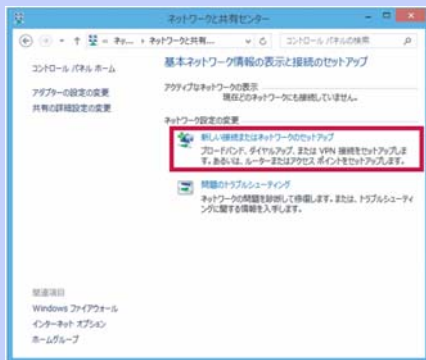 ネットワークと共有センター
« ネッ... › ネットワークと共有...
コントロール パネルの検索
コントロール パネル ホーム
アダプターの設定の変更
共有の詳細設定の変更
基本ネットワーク情報の表示と接続のセットアップ
アクティブなネットワークの表示
現在どのネットワークにも接続していません。
ネットワーク設定の変更
新しい接続またはネットワークのセットアップ
ブロードバンド、ダイヤルアップ、または VPN 接続をセットアップしま
す。あるいは、ルーターまたはアクセス ポイントをセットアップします。
問題のトラブルシューティング
ネットワークの問題を診断して修復します。または、トラブルシューティ
ングに関する情報を入手します。
関連項目
Windows ファイアウォール
インターネット オプション
ホームグループ